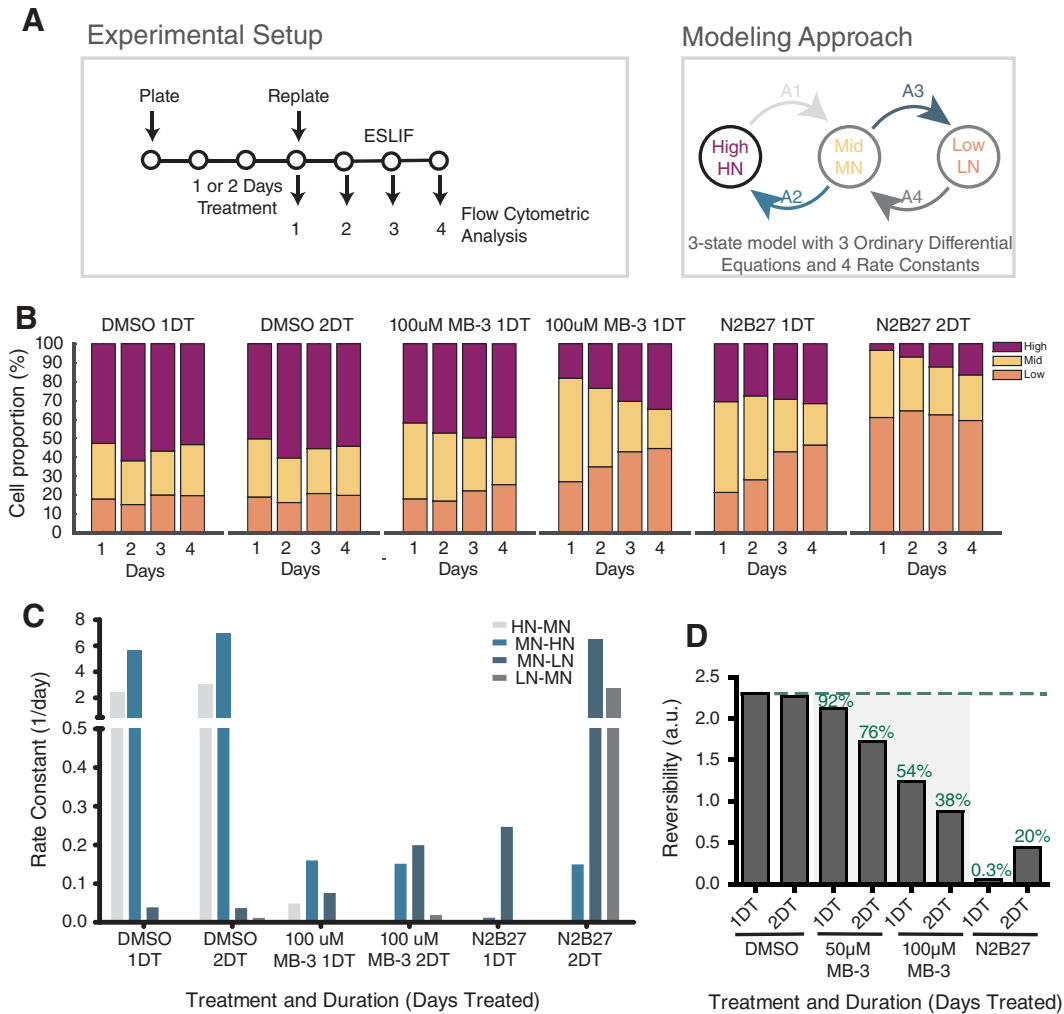 A
Experimental Setup
Plate
Replate
ESLIF
1 or 2 Days
Treatment
1 2 3 4
Flow Cytometric
Analysis
Modeling Approach
A1
A3
High
HN
Mid
MN
Low
LN
A2
A4
3-state model with 3 Ordinary Differential
Equations and 4 Rate Constants
B
DMSO 1DT
DMSO 2DT
100uM MB-3 1DT
100uM MB-3 1DT
N2B27 1DT
N2B27 2DT
High
Mid
Low
Cell proportion (%)
100
90
80
70
60
50
40
30
20
10
0
1 2 3 4
1 2 3 4
1 2 3 4
1 2 3 4
1 2 3 4
1 2 3 4
Days
Days
Days
Days
Days
Days
C
HN-MN
MN-HN
MN-LN
LN-MN
Rate Constant (1/day)
8
6
4
2
0.5
0.3
0.2
0.1
0.0
DMSO
1DT
DMSO
2DT
100 uM
MB-3 1DT
100 uM
MB-3 2DT
N2B27
1DT
N2B27
2DT
Treatment and Duration (Days Treated)
D
Reversibility (a.u.)
2.5
2.0
1.5
1.0
0.5
0.0
92%
76%
54%
38%
0.3%
20%
1DT
2DT
1DT
2DT
1DT
2DT
1DT
2DT
DMSO
50µM
MB-3
100µM
MB-3
N2B27
Treatment and Duration (Days Treated)